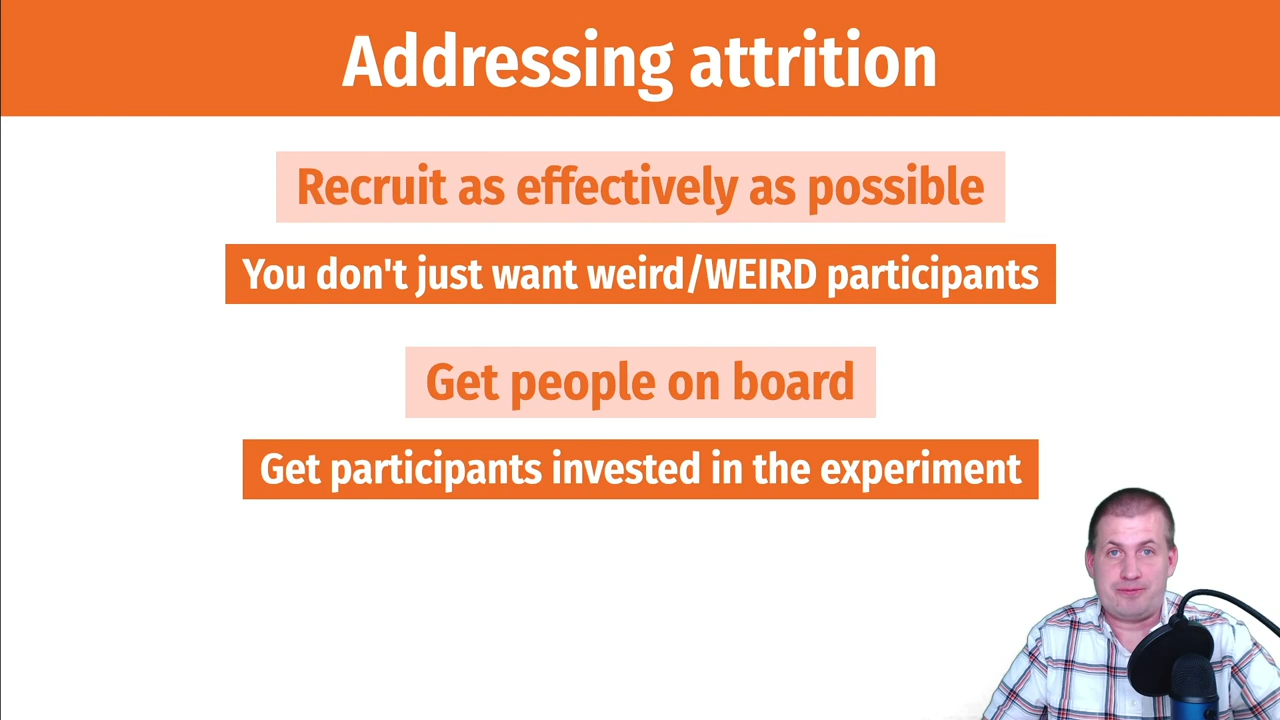 Addressing attrition
Recruit as effectively as possible
You don't just want weird/WEIRD participants
Get people on board
Get participants invested in the experiment